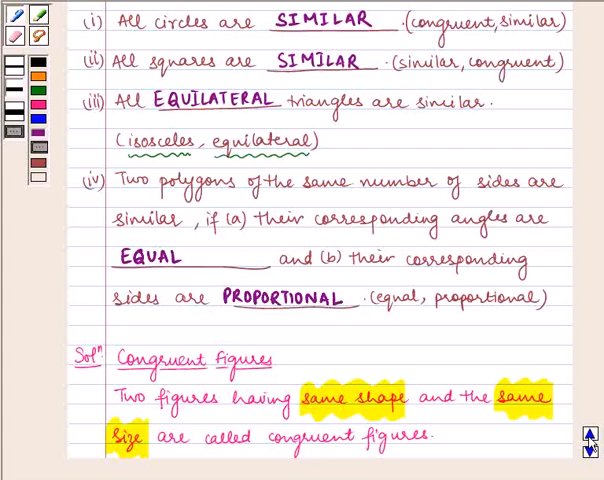 (i) All circles are SIMILAR. (congruent, similar)
(ii) All squares are SIMILAR. (similar, congruent)
(iii) All EQUILATERAL triangles are similar.
(isosceles, equilateral)
(iv) Two polygons of the same number of sides are
similar, if (a) their corresponding angles are
EQUAL and (b) their corresponding
sides are PROPORTIONAL. (equal, proportional)
Solⁿ: Congruent figures
Two figures having same shape and the same
size are called congruent figures.